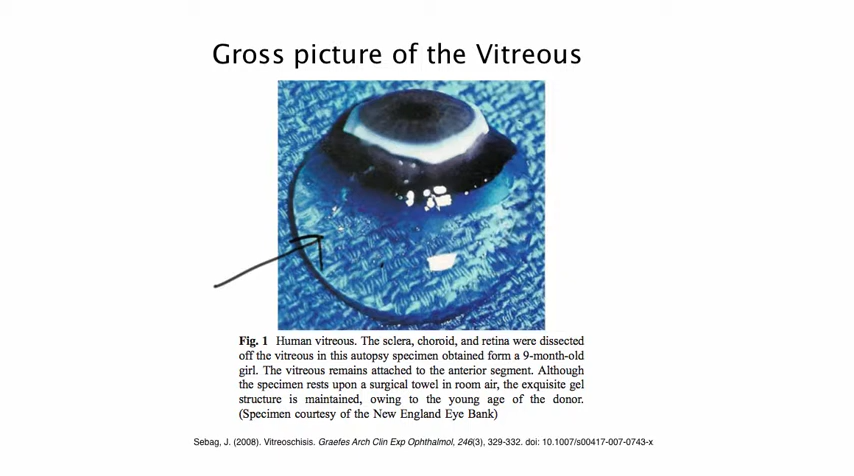 Gross picture of the Vitreous
Fig. 1 Human vitreous. The sclera, choroid, and retina were dissected
off the vitreous in this autopsy specimen obtained form a 9-month-old
girl. The vitreous remains attached to the anterior segment. Although
the specimen rests upon a surgical towel in room air, the exquisite gel
structure is maintained, owing to the young age of the donor.
(Specimen courtesy of the New England Eye Bank)
Sebag, J. (2008). Vitreoschisis. Graefes Arch Clin Exp Ophthalmol, 246(3), 329-332. doi: 10.1007/s00417-007-0743-x